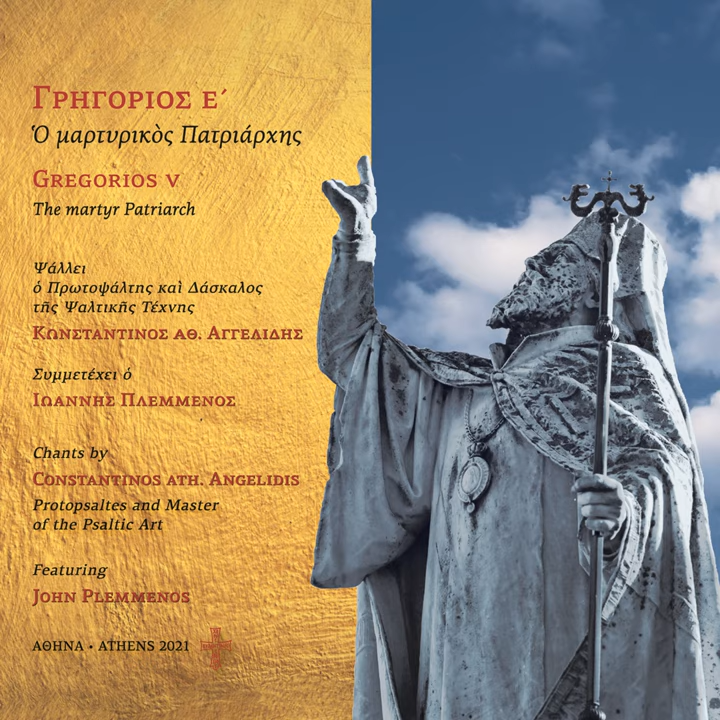 Γρηγοριος Ε´
Ὁ μαρτυρικὸς Πατριάρχης
Gregorios V
The martyr Patriarch
Ψάλλει
ὁ Πρωτοψάλτης καὶ Δάσκαλος
τῆς Ψαλτικῆς Τέχνης
Κωνσταντινος Αθ. Αγγελιδης
Συμμετέχει ὁ
Ιωαννης Πλεμμενος
Chants by
Constantinos Ath. Angelidis
Protopsaltes and Master
of the Psaltic Art
Featuring
John Plemmenos
ΑΘΗΝΑ • ATHENS 2021